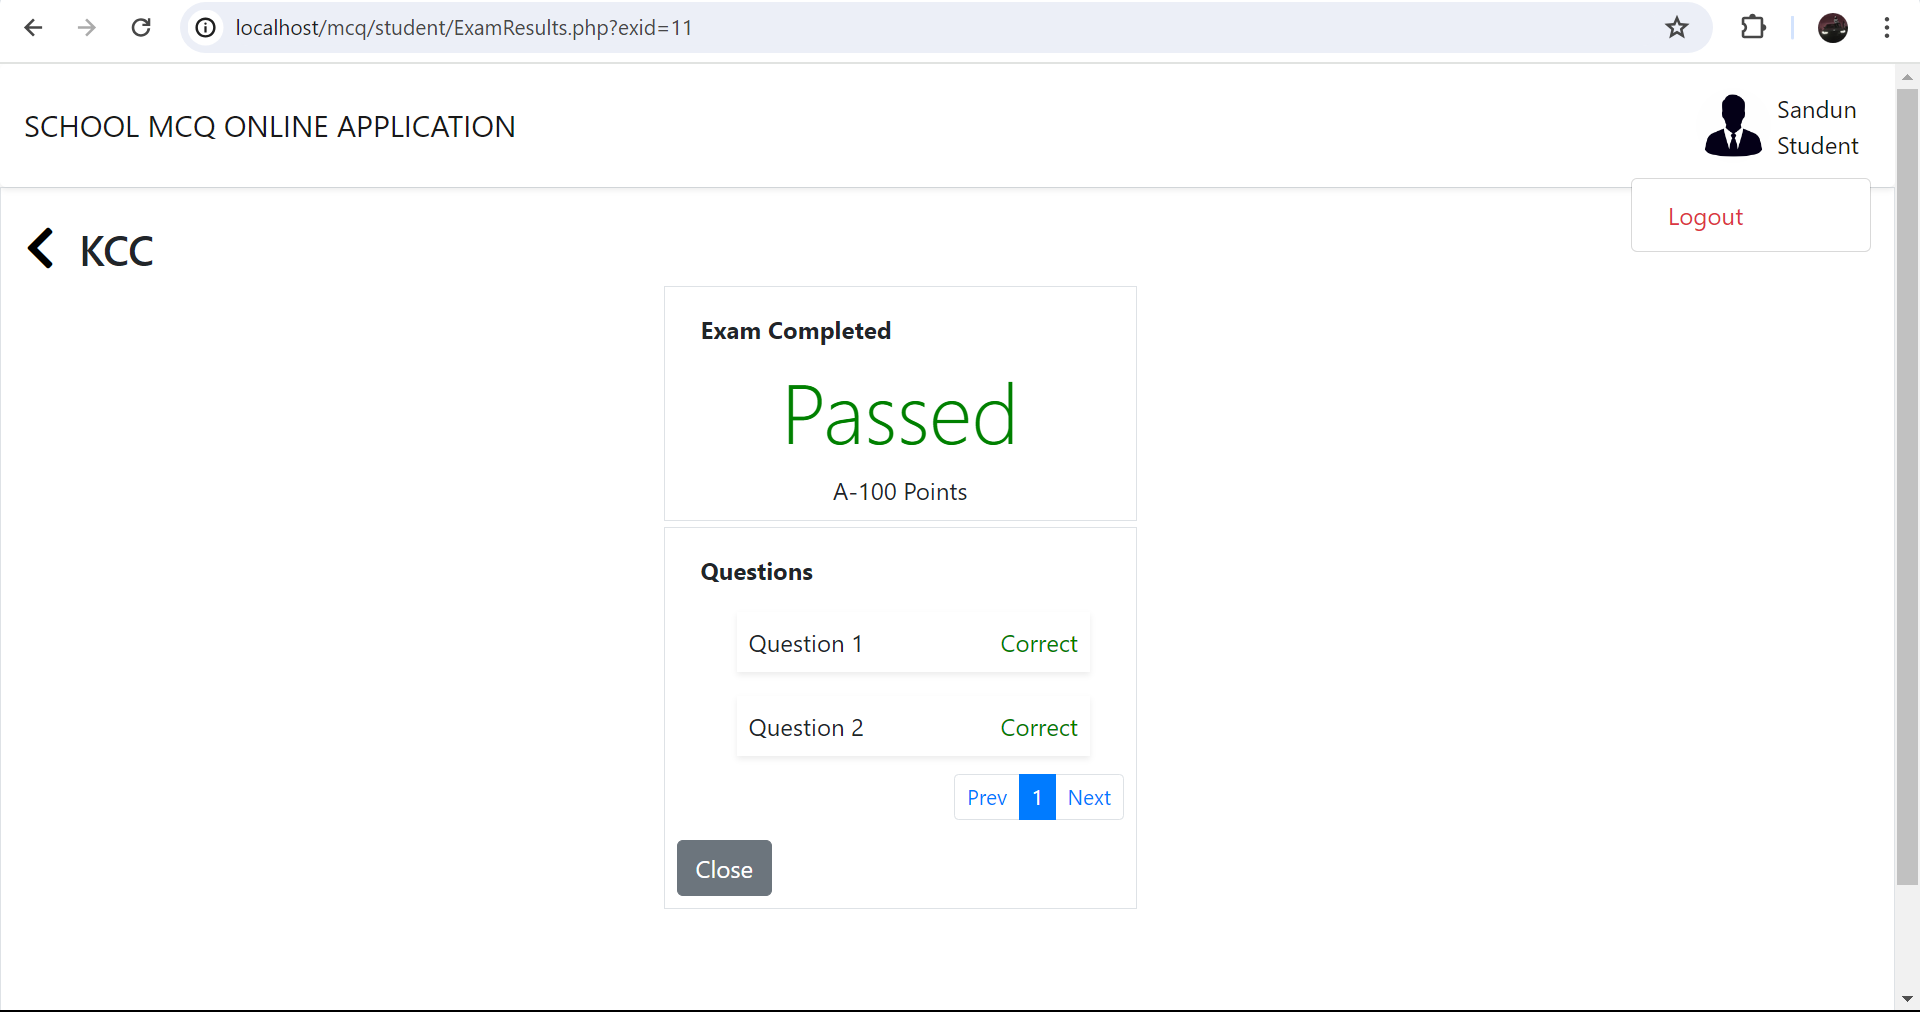 localhost/mcq/student/ExamResults.php?exid=11
SCHOOL MCQ ONLINE APPLICATION
Sandun
Student
Logout
KCC
Exam Completed
Passed
A-100 Points
Questions
Question 1 Correct
Question 2 Correct
Prev 1 Next
Close